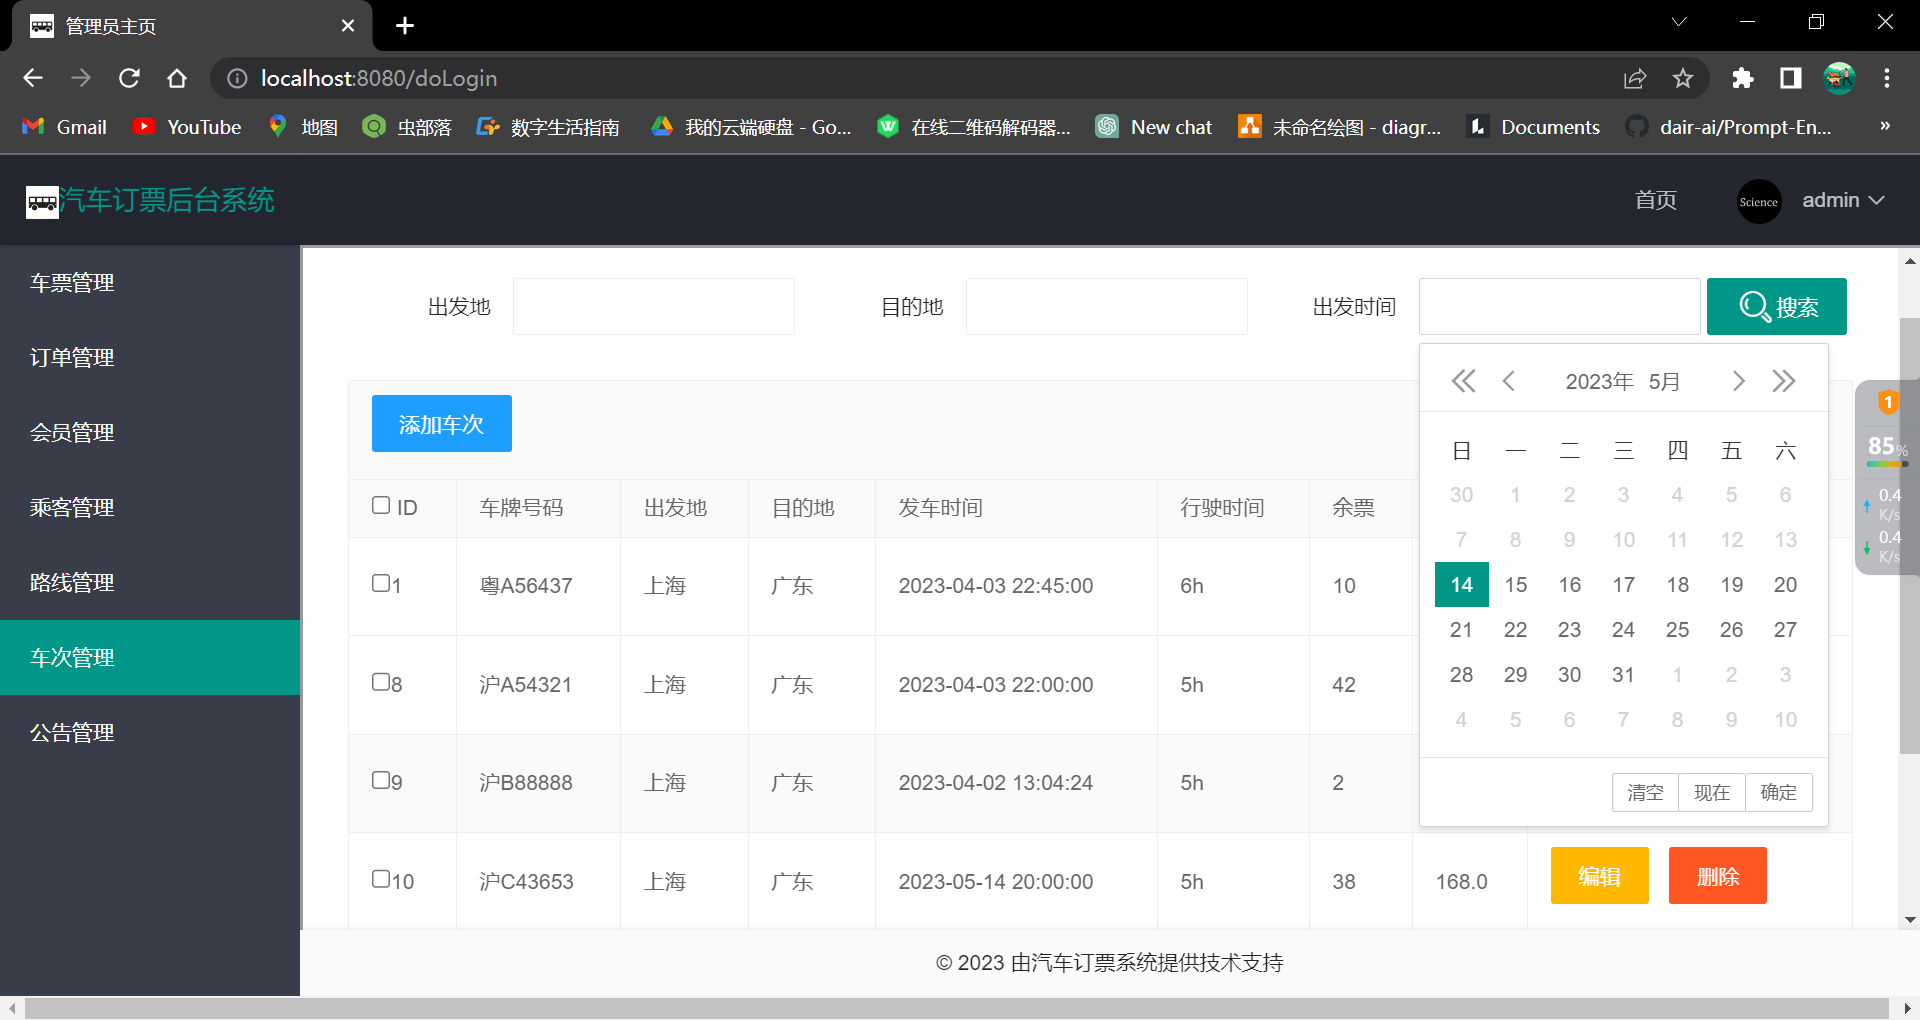 管理员主页
localhost:8080/doLogin
Gmail YouTube 地图 虫部落 数字生活指南 我的云端硬盘 - Go... 在线二维码解码器... New chat 未命名绘图 - diagr... Documents dair-ai/Prompt-En... »
汽车订票后台系统 首页 Science admin
车票管理
订单管理
会员管理
乘客管理
路线管理
车次管理
公告管理
出发地 目的地 出发时间 搜索
添加车次
ID 车牌号码 出发地 目的地 发车时间 行驶时间 余票
1 粤A56437 上海 广东 2023-04-03 22:45:00 6h 10
8 沪A54321 上海 广东 2023-04-03 22:00:00 5h 42
9 沪B88888 上海 广东 2023-04-02 13:04:24 5h 2
10 沪C43653 上海 广东 2023-05-14 20:00:00 5h 38 168.0 编辑 删除
2023年 5月
日 一 二 三 四 五 六
30 1 2 3 4 5 6
7 8 9 10 11 12 13
14 15 16 17 18 19 20
21 22 23 24 25 26 27
28 29 30 31 1 2 3
4 5 6 7 8 9 10
清空 现在 确定
1
85%
0.4
K/s
0.4
K/s
© 2023 由汽车订票系统提供技术支持